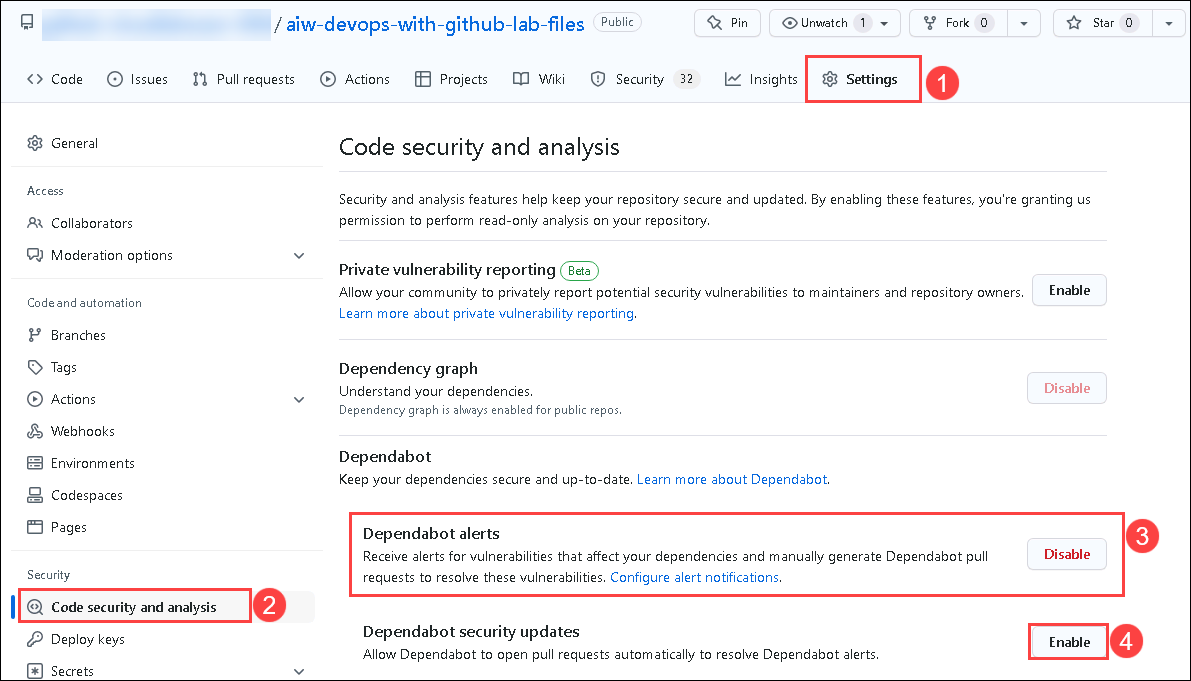 / aiw-devops-with-github-lab-files Public Pin Unwatch 1 Fork 0 Star 0
Code Issues Pull requests Actions Projects Wiki Security 32 Insights Settings 1
General
Access
Collaborators
Moderation options
Code and automation
Branches
Tags
Actions
Webhooks
Environments
Codespaces
Pages
Security
Code security and analysis 2
Deploy keys
Secrets
Code security and analysis
Security and analysis features help keep your repository secure and updated. By enabling these features, you're granting us
permission to perform read-only analysis on your repository.
Private vulnerability reporting Beta
Allow your community to privately report potential security vulnerabilities to maintainers and repository owners.
Learn more about private vulnerability reporting.
Enable
Dependency graph
Understand your dependencies.
Dependency graph is always enabled for public repos.
Disable
Dependabot
Keep your dependencies secure and up-to-date. Learn more about Dependabot.
Dependabot alerts
Receive alerts for vulnerabilities that affect your dependencies and manually generate Dependabot pull
requests to resolve these vulnerabilities. Configure alert notifications.
Disable
3
Dependabot security updates
Allow Dependabot to open pull requests automatically to resolve Dependabot alerts.
Enable
4